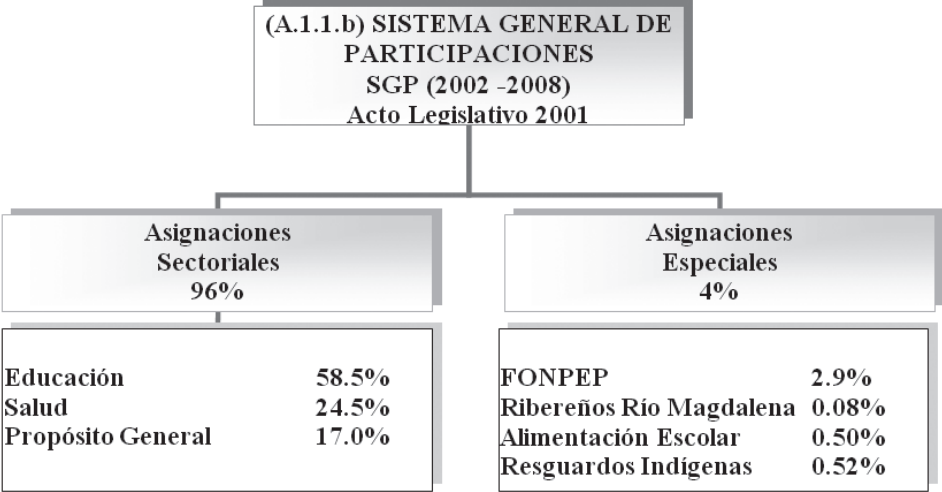 (A.1.1.b) SISTEMA GENERAL DE
PARTICIPACIONES
SGP (2002 -2008)
Acto Legislativo 2001
Asignaciones
Sectoriales
96%
Asignaciones
Especiales
4%
Educación 58.5%
Salud 24.5%
Propósito General 17.0%
FONPEP 2.9%
Ribereños Río Magdalena 0.08%
Alimentación Escolar 0.50%
Resguardos Indígenas 0.52%